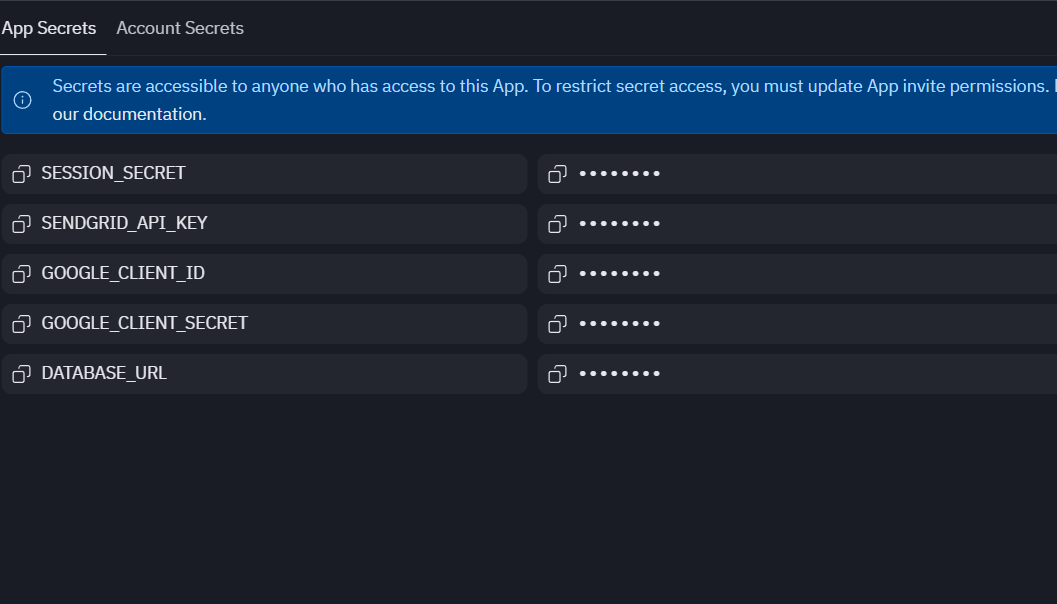 App Secrets Account Secrets
Secrets are accessible to anyone who has access to this App. To restrict secret access, you must update App invite permissions.
our documentation.
SESSION_SECRET ••••••••
SENDGRID_API_KEY ••••••••
GOOGLE_CLIENT_ID ••••••••
GOOGLE_CLIENT_SECRET ••••••••
DATABASE_URL ••••••••